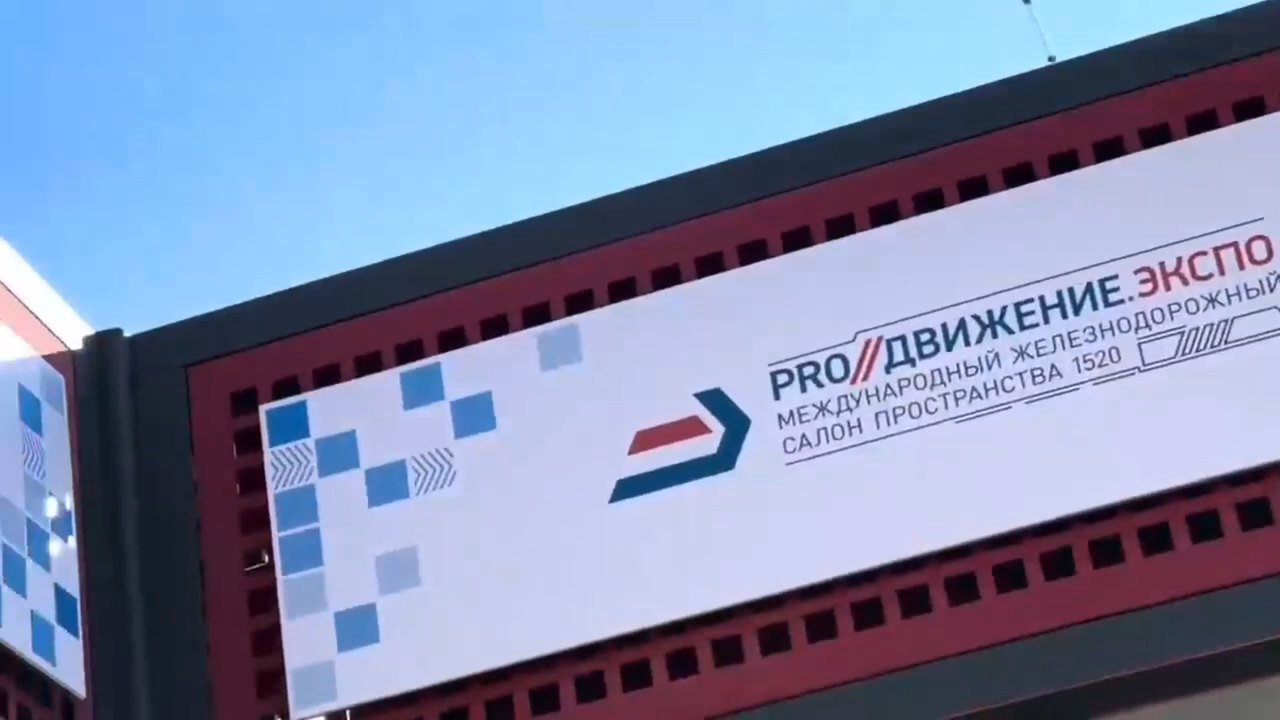 PRO//ДВИЖЕНИЕ.ЭКСПО
МЕЖДУНАРОДНЫЙ ЖЕЛЕЗНОДОРОЖНЫЙ
САЛОН ПРОСТРАНСТВА 1520